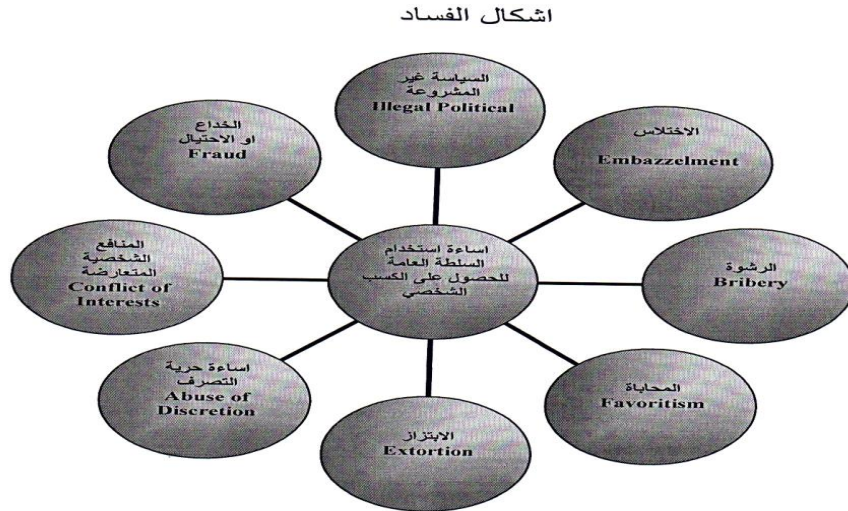 اشكال الفساد
السياسة غير
المشروعة
Illegal Political
الاختلاس
Embazzelment
الرشوة
Bribery
المحاباة
Favoritism
الابتزاز
Extortion
اساءة حرية
التصرف
Abuse of
Discretion
المنافع
الشخصية
المتعارضة
Conflict of
Interests
الخداع
او الاحتيال
Fraud
اساءة استخدام
السلطة العامة
للحصول على الكسب
الشخصي